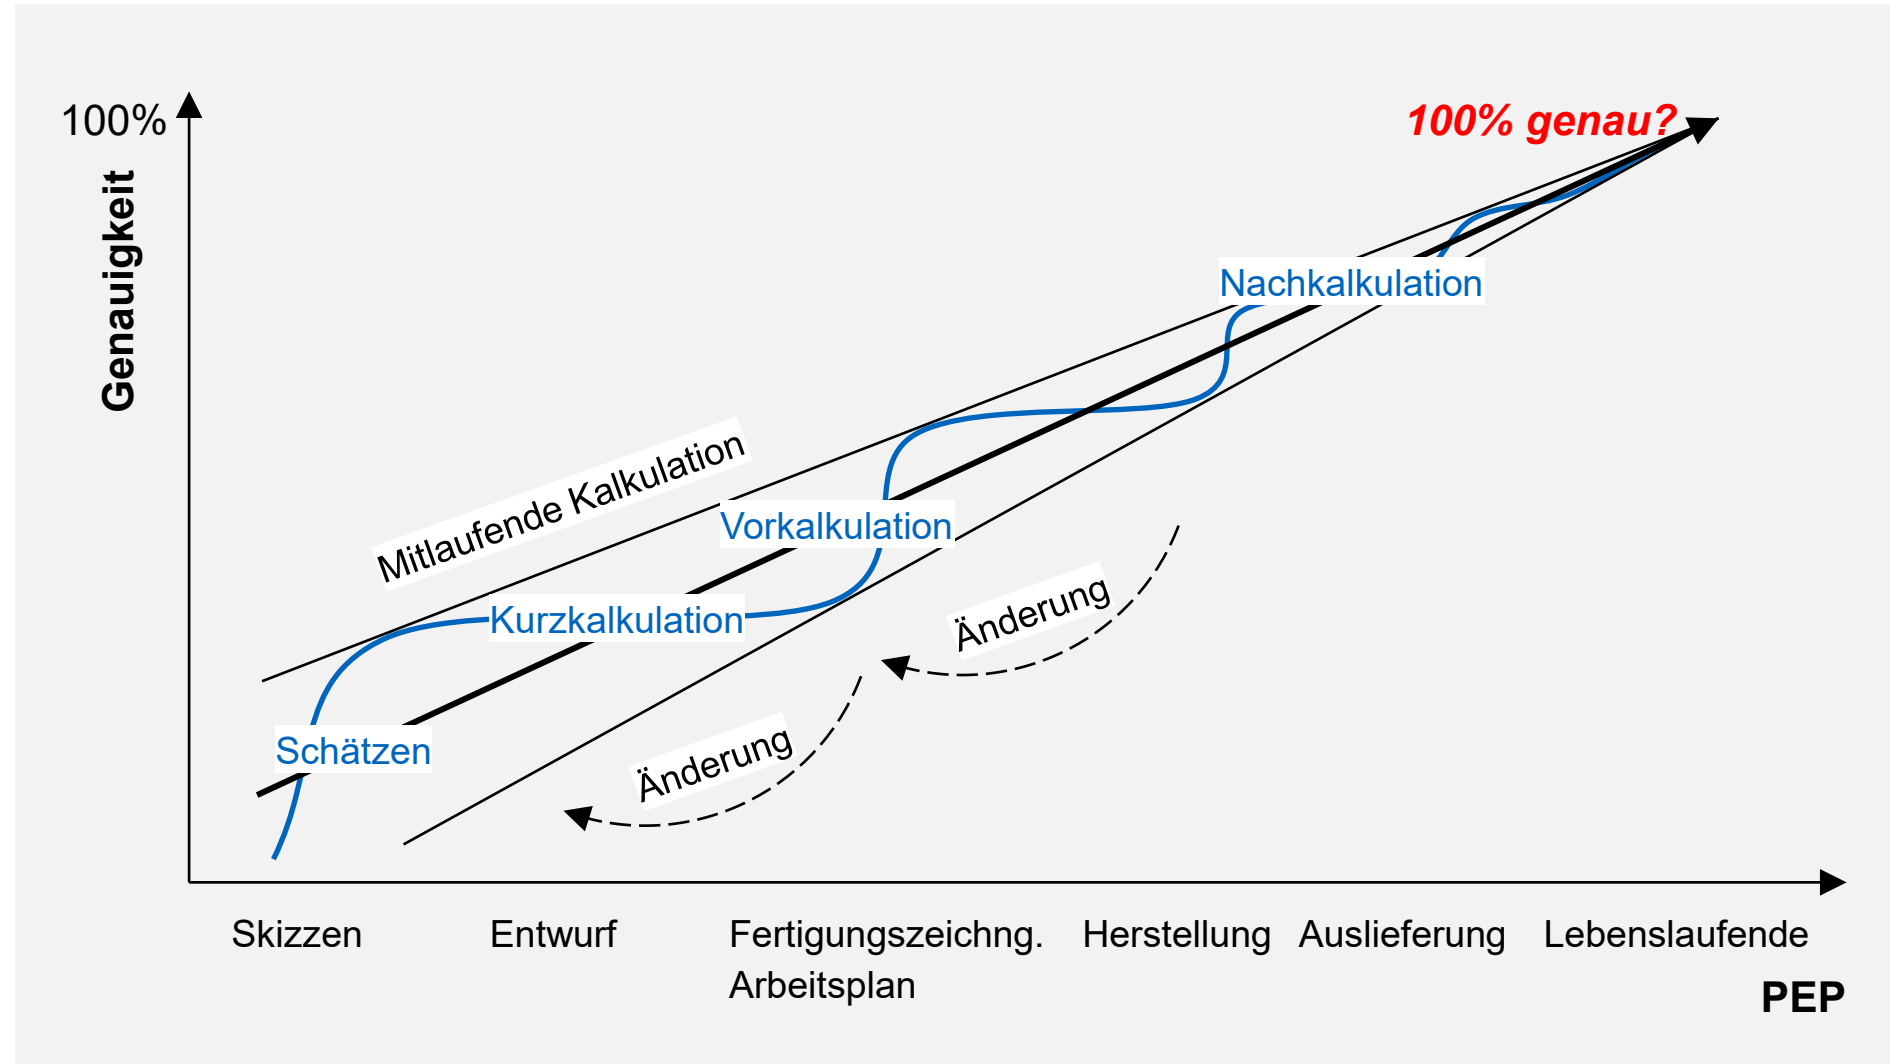 100%
100% genau?
Genauigkeit
Nachkalkulation
Mitlaufende Kalkulation
Vorkalkulation
Änderung
Kurzkalkulation
Schätzen
Änderung
Skizzen
Entwurf
Fertigungszeichng.
Arbeitsplan
Herstellung
Auslieferung
Lebenslaufende
PEP